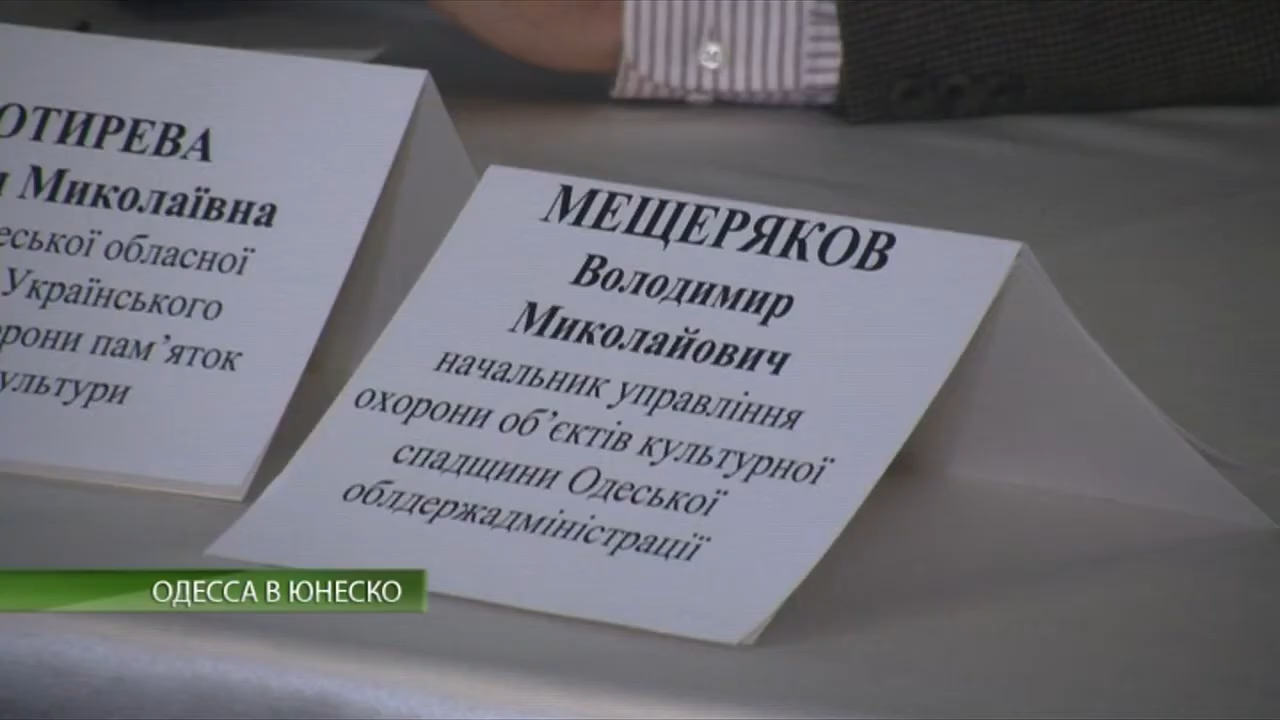 ОТИРЕВА
Миколаївна
еської обласної
Українського
орони пам’яток
ультури
МЕЩЕРЯКОВ
Володимир
Миколайович
начальник управління
охорони об’єктів культурної
спадщини Одеської
облдержадміністрації
ОДЕССА В ЮНЕСКО